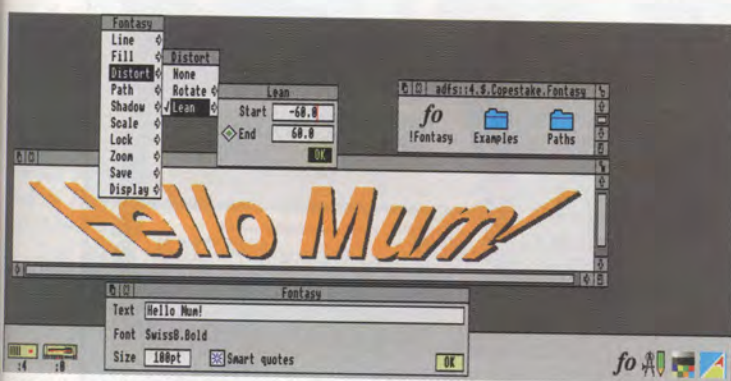 Fontasy
Line
Fill
Distort
Path
Shadow
Scale
Lock
Zoom
Save
Display
Distort
None
Rotate
Lean
Lean
Start -60.0
End 60.0
OK
adfs::4.$.Copestake.Fontasy
fo
!Fontasy Examples Paths
Hello Mum!
Fontasy
Text Hello Mum!
Font SwissB.Bold
Size 100pt Smart quotes OK
:4 :0
fo